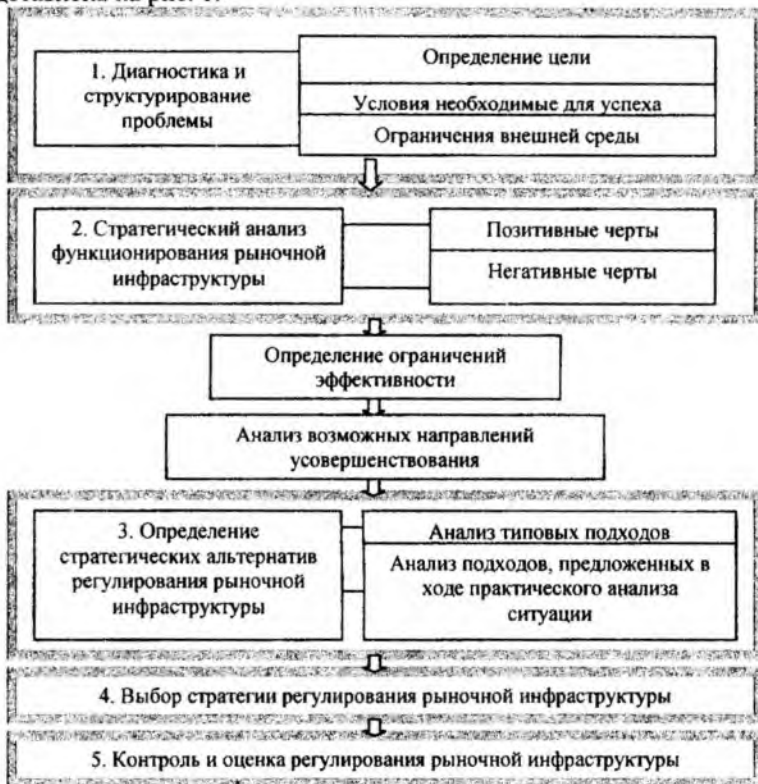 на рис.
1. Диагностика и
структурирование
проблемы
Определение цели
Условия необходимые для успеха
Ограничения внешней среды
2. Стратегический анализ
функционирования рыночной
инфраструктуры
Позитивные черты
Негативные черты
Определение ограничений
эффективности
Анализ возможных направлений
усовершенствования
3. Определение
стратегических альтернатив
регулирования рыночной
инфраструктуры
Анализ типовых подходов
Анализ подходов, предложенных в
ходе практического анализа
ситуации
4. Выбор стратегии регулирования рыночной инфраструктуры
5. Контроль и оценка регулирования рыночной инфраструктуры